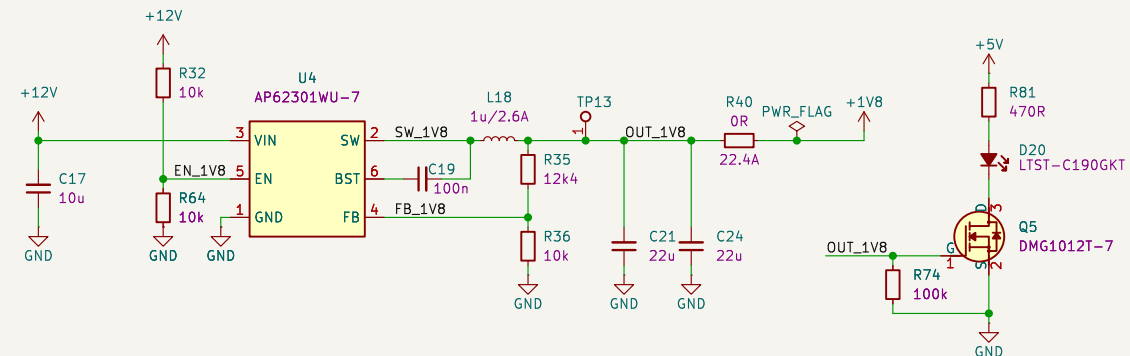 +12V
+12V
R32
10k
U4
AP62301WU-7
3 VIN
SW 2
5 EN
BST 6
1 GND
FB 4
EN_1V8
SW_1V8
FB_1V8
C17
10u
GND
R64
10k
GND
GND
C19
100n
L18
1u/2.6A
R35
12k4
R36
10k
GND
TP13
1
OUT_1V8
C21
22u
GND
C24
22u
GND
R40
0R
22.4A
PWR_FLAG
+1V8
+5V
R81
470R
D20
LTST-C190GKT
Q5
DMG1012T-7
D 3
G 1
S 2
OUT_1V8
R74
100k
GND